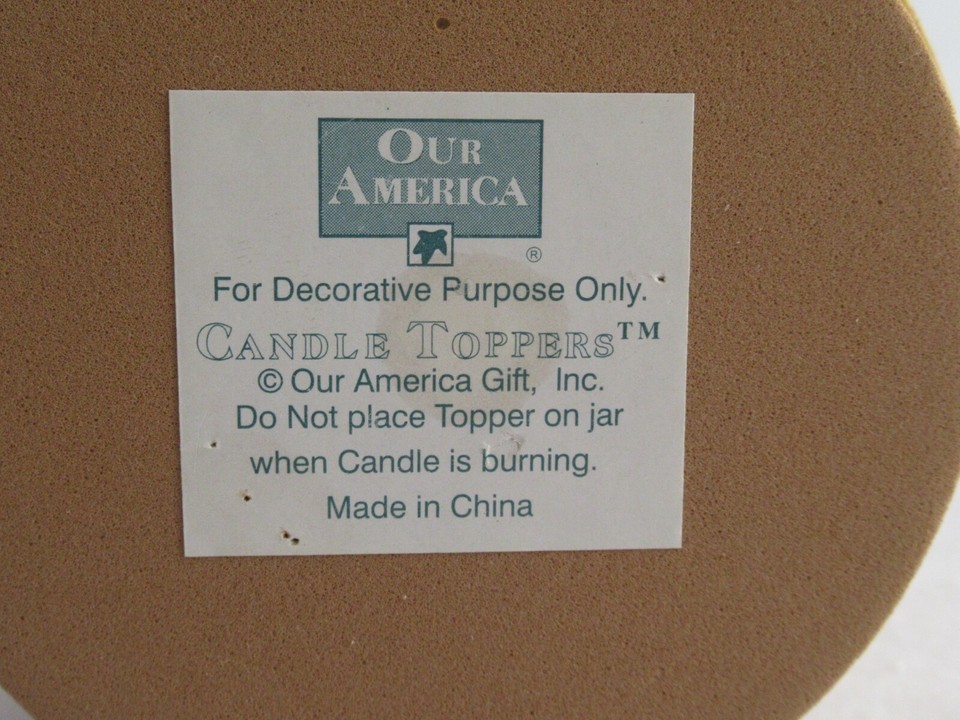 OUR
AMERICA
®
For Decorative Purpose Only.
CANDLE TOPPERS™
© Our America Gift, Inc.
Do Not place Topper on jar
when Candle is burning.
Made in China